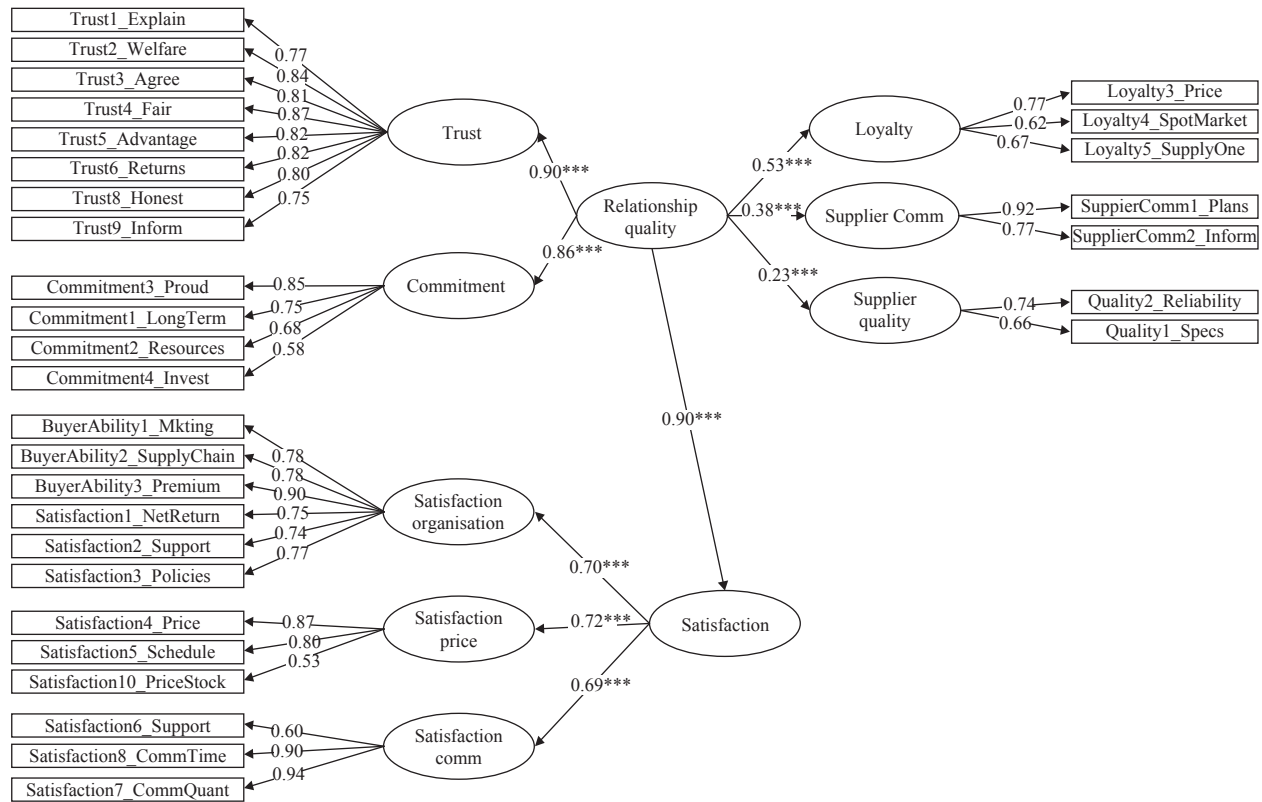 Trust1_Explain
Trust2_Welfare
Trust3_Agree
Trust4_Fair
Trust5_Advantage
Trust6_Returns
Trust8_Honest
Trust9_Inform
0.77
0.84
0.81
0.87
0.82
0.82
0.80
0.75
Trust
0.90***
Commitment3_Proud
Commitment1_LongTerm
Commitment2_Resources
Commitment4_Invest
0.85
0.75
0.68
0.58
Commitment
0.86***
Relationship
quality
0.53***
0.38***
0.23***
Loyalty
0.77
0.62
0.67
Loyalty3_Price
Loyalty4_SpotMarket
Loyalty5_SupplyOne
Supplier Comm
0.92
0.77
SuppierComm1_Plans
SupplierComm2_Inform
Supplier
quality
0.74
0.66
Quality2_Reliability
Quality1_Specs
0.90***
BuyerAbility1_Mkting
BuyerAbility2_SupplyChain
BuyerAbility3_Premium
Satisfaction1_NetReturn
Satisfaction2_Support
Satisfaction3_Policies
0.78
0.78
0.90
0.75
0.74
0.77
Satisfaction
organisation
0.70***
Satisfaction4_Price
Satisfaction5_Schedule
Satisfaction10_PriceStock
0.87
0.80
0.53
Satisfaction
price
0.72***
Satisfaction
Satisfaction6_Support
Satisfaction8_CommTime
Satisfaction7_CommQuant
0.60
0.90
0.94
Satisfaction
comm
0.69***